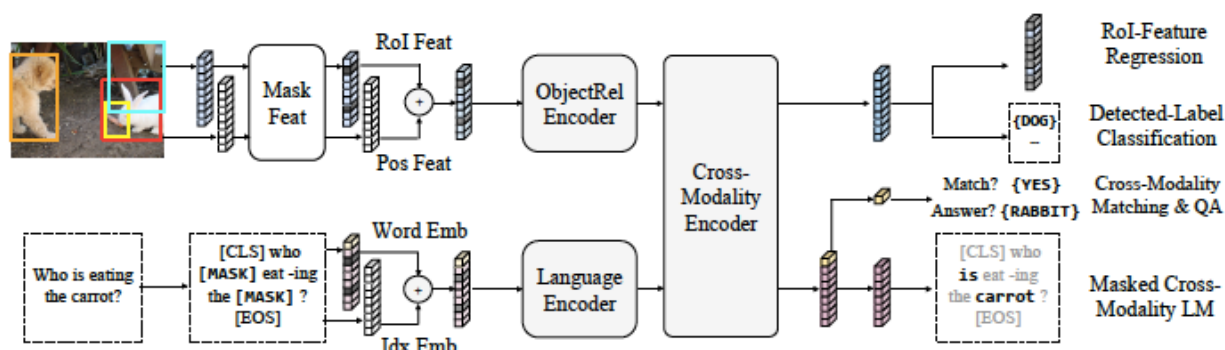 RoI Feat
Mask
Feat
Pos Feat
ObjectRel
Encoder
Cross-
Modality
Encoder
RoI-Feature
Regression
{DOG}
–
Detected-Label
Classification
Match? {YES}
Answer? {RABBIT}
Cross-Modality
Matching & QA
Who is eating
the carrot?
[CLS] who
[MASK] eat -ing
the [MASK] ?
[EOS]
Word Emb
Idx Emb
Language
Encoder
[CLS] who
is eat -ing
the carrot ?
[EOS]
Masked Cross-
Modality LM